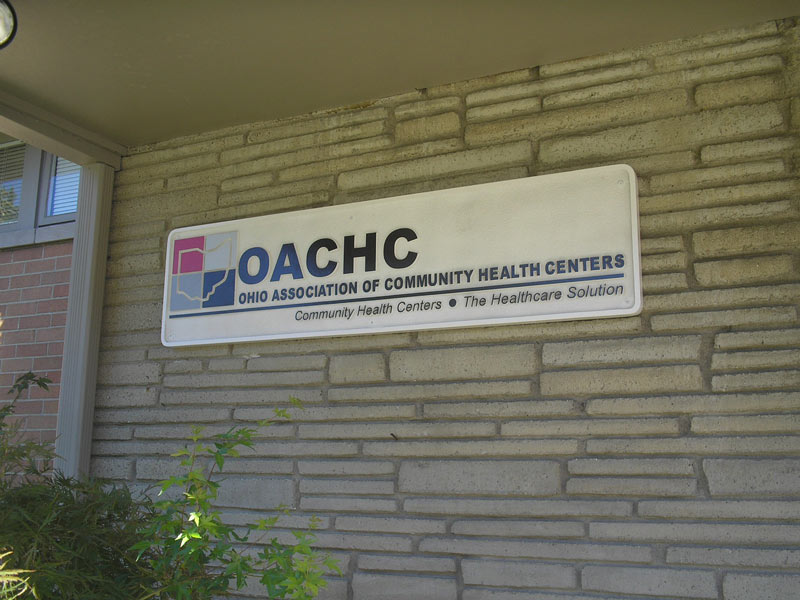 OACHC
OHIO ASSOCIATION OF COMMUNITY HEALTH CENTERS
Community Health Centers ● The Healthcare Solution